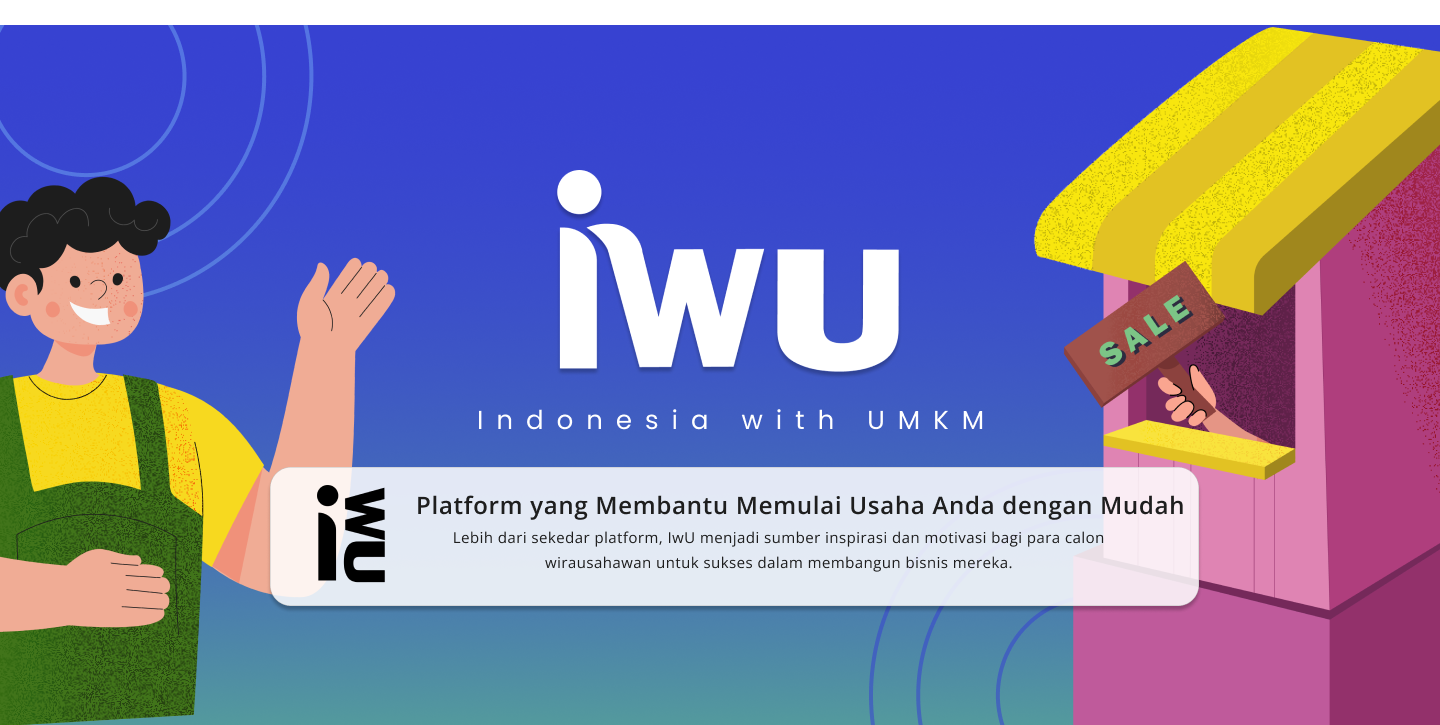 iwu
Indonesia with UMKM
SALE
iwu
Platform yang Membantu Memulai Usaha Anda dengan Mudah
Lebih dari sekedar platform, IwU menjadi sumber inspirasi dan motivasi bagi para calon
wirausahawan untuk sukses dalam membangun bisnis mereka.